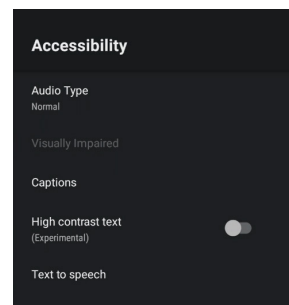 Accessibility
Audio Type
Normal
Visually Impaired
Captions
High contrast text
(Experimental)
Text to speech